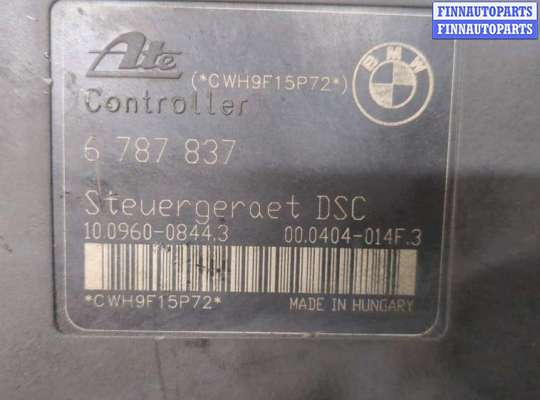 FINNAUTOPARTS
FINNAUTOPARTS
Ate
(*CWH9F15P72*)
BMW
Controller
6 787 837
Steuergeraet DSC
10.0960-0844.3 00.0404-014F.3
*CWH9F15P72* MADE IN HUNGARY